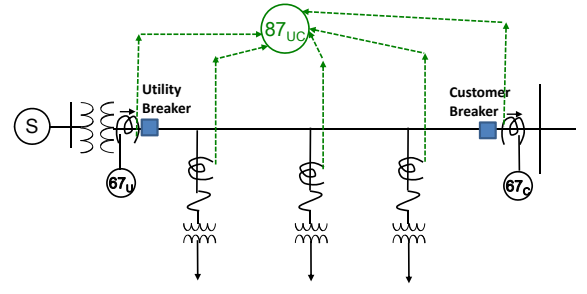 87UC
Utility
Breaker
Customer
Breaker
S
67U
67C